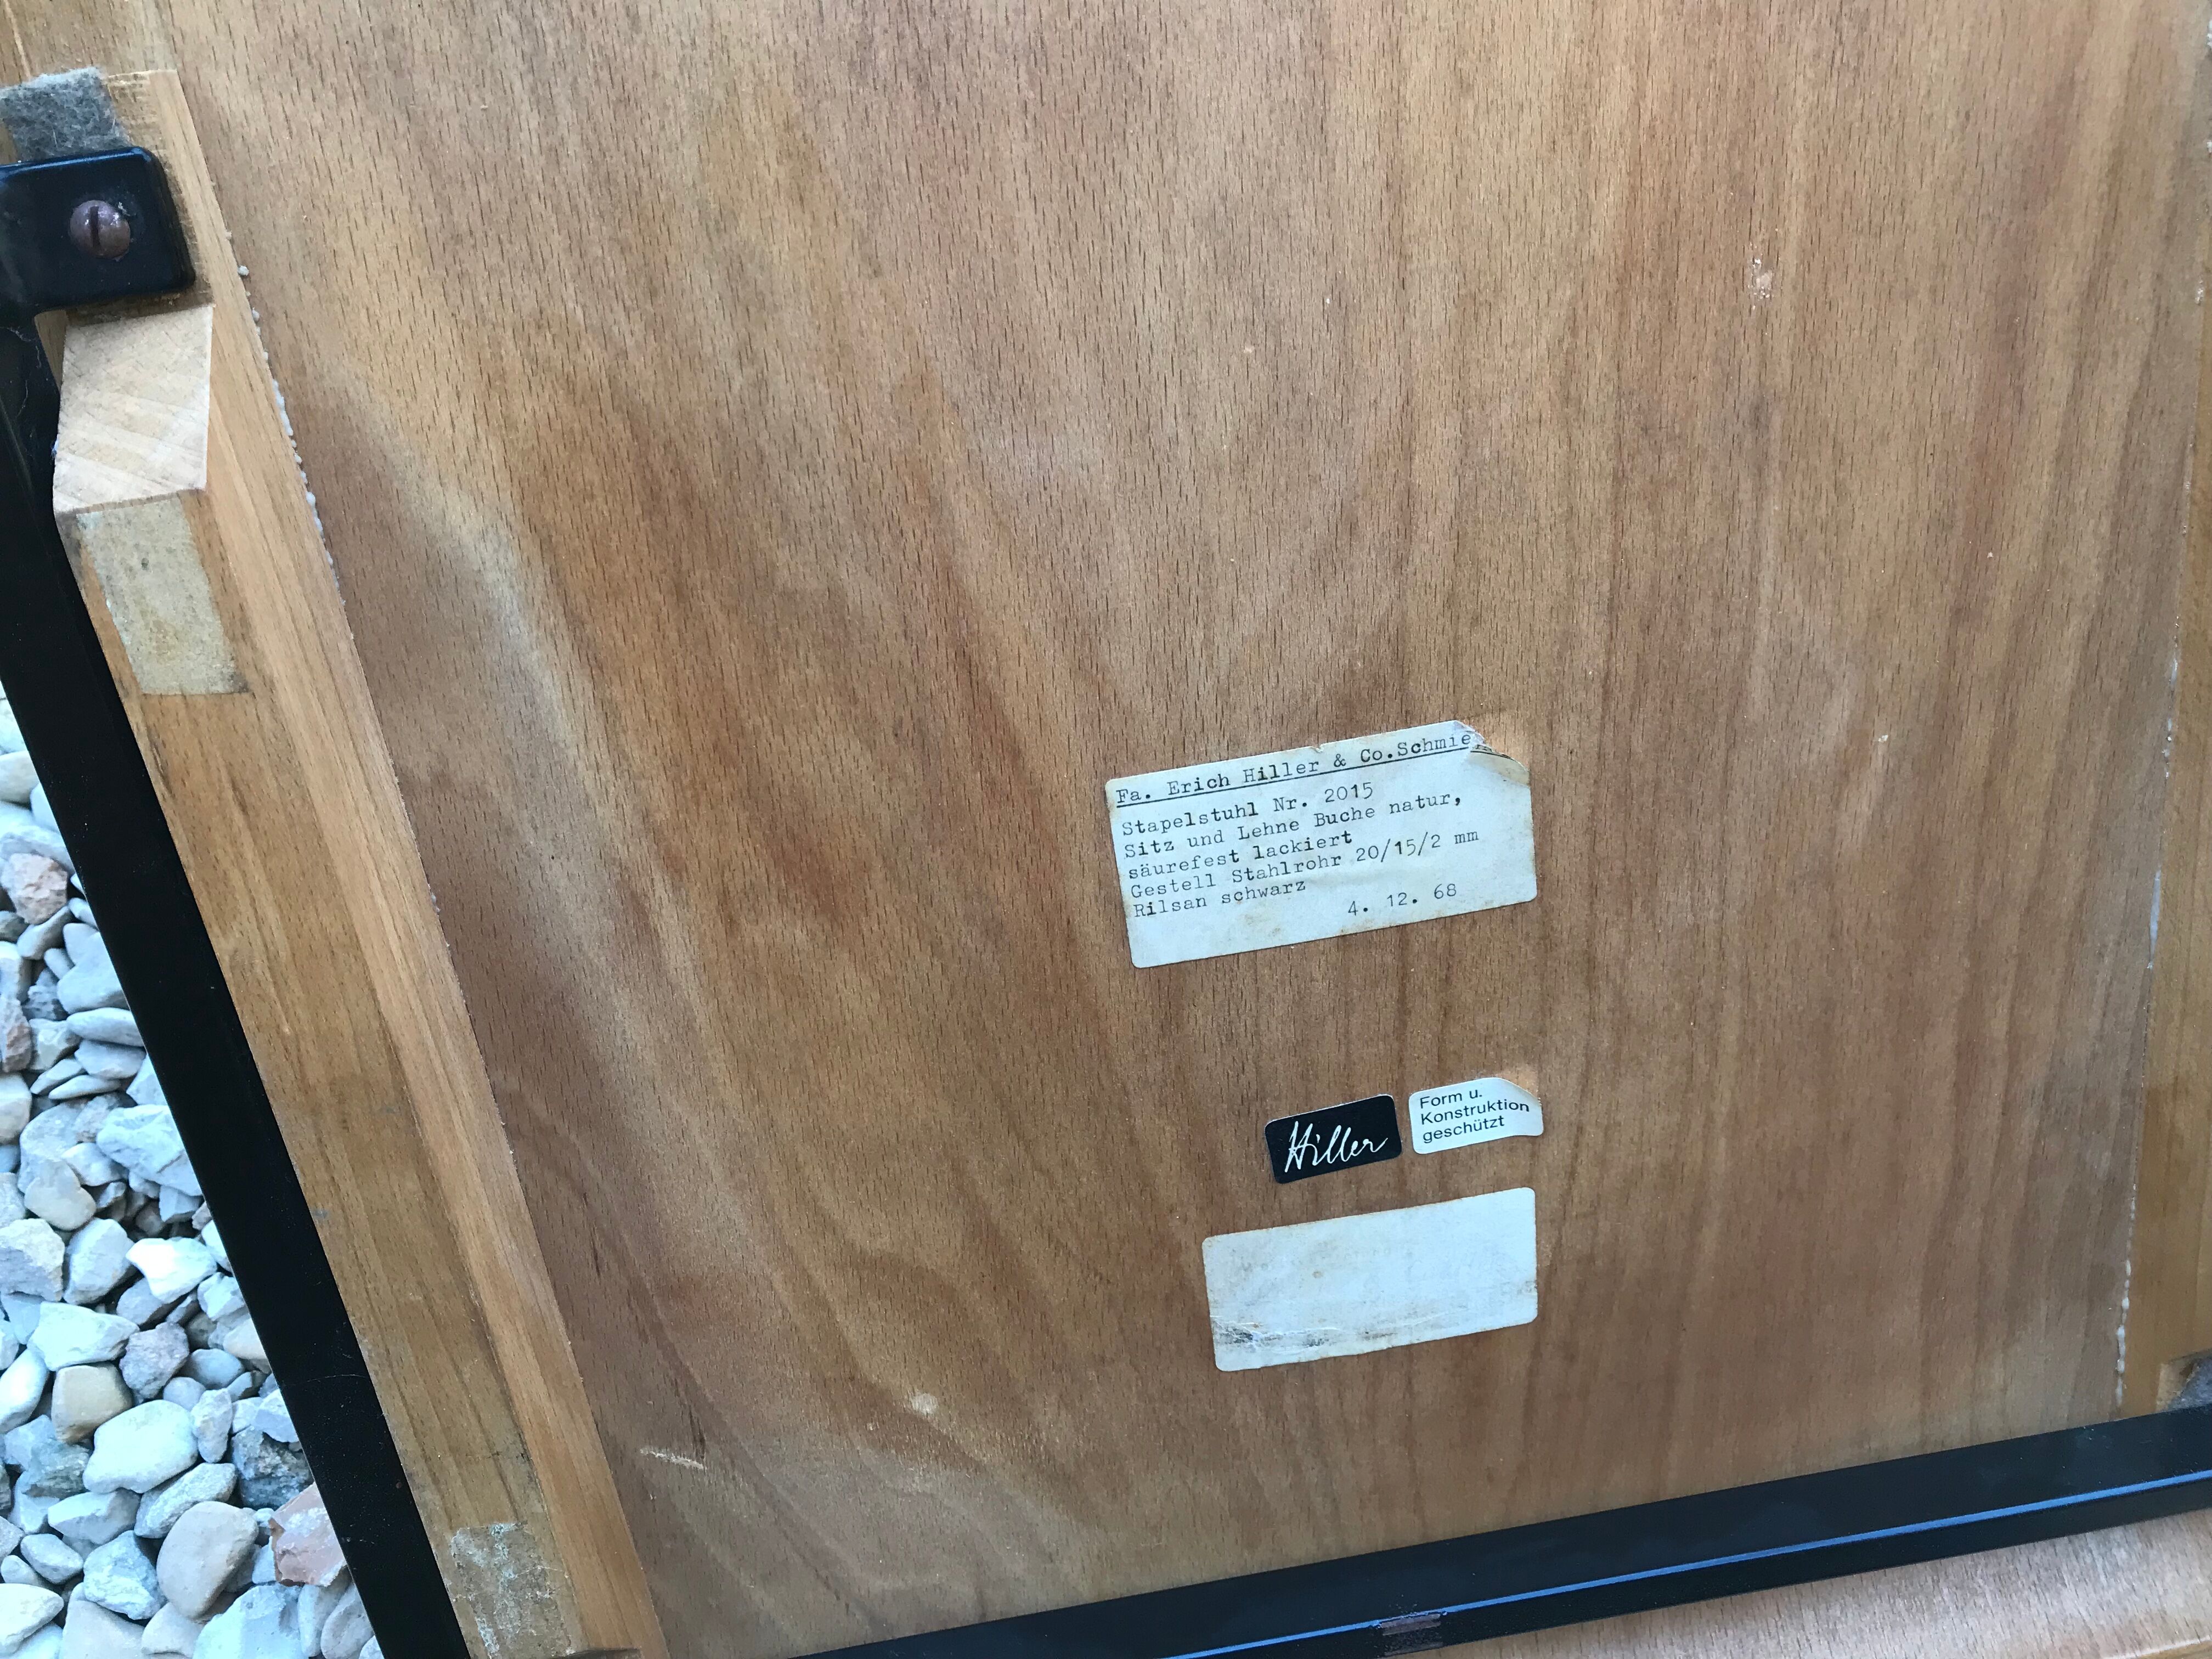 Fa. Erich Hiller & Co.Schmie
Stapelstuhl Nr. 2015
Sitz und Lehne Buche natur,
säurefest lackiert
Gestell Stahlrohr 20/15/2 mm
Rilsan schwarz
4. 12. 68
Hiller
Form u.
Konstruktion
geschützt